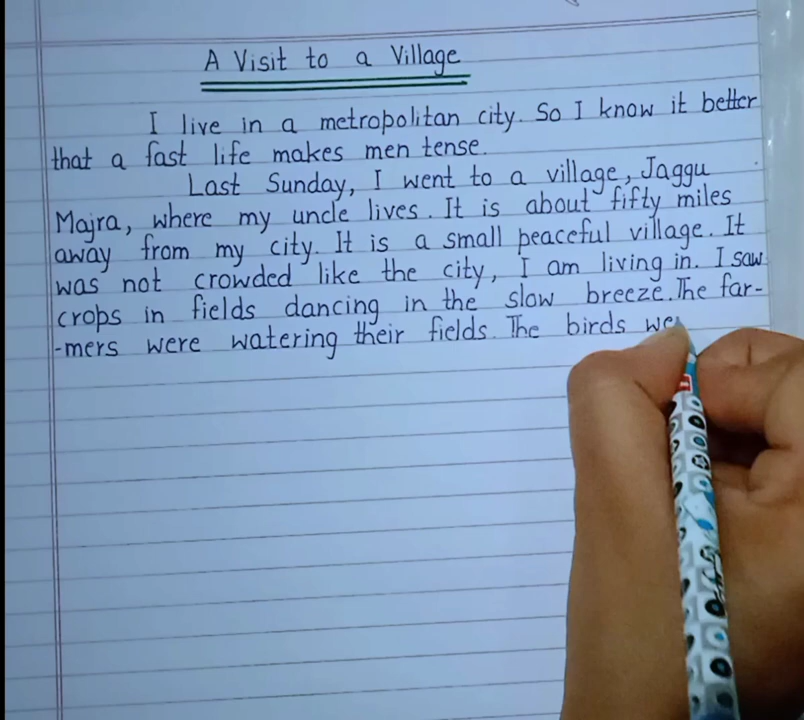 A Visit to a Village
I live in a metropolitan city. So I know it better
that a fast life makes men tense.
Last Sunday, I went to a village, Jaggu
Majra, where my uncle lives. It is about fifty miles
away from my city. It is a small peaceful village. It
was not crowded like the city, I am living in. I saw
crops in fields dancing in the slow breeze. The far-
-mers were watering their fields. The birds we